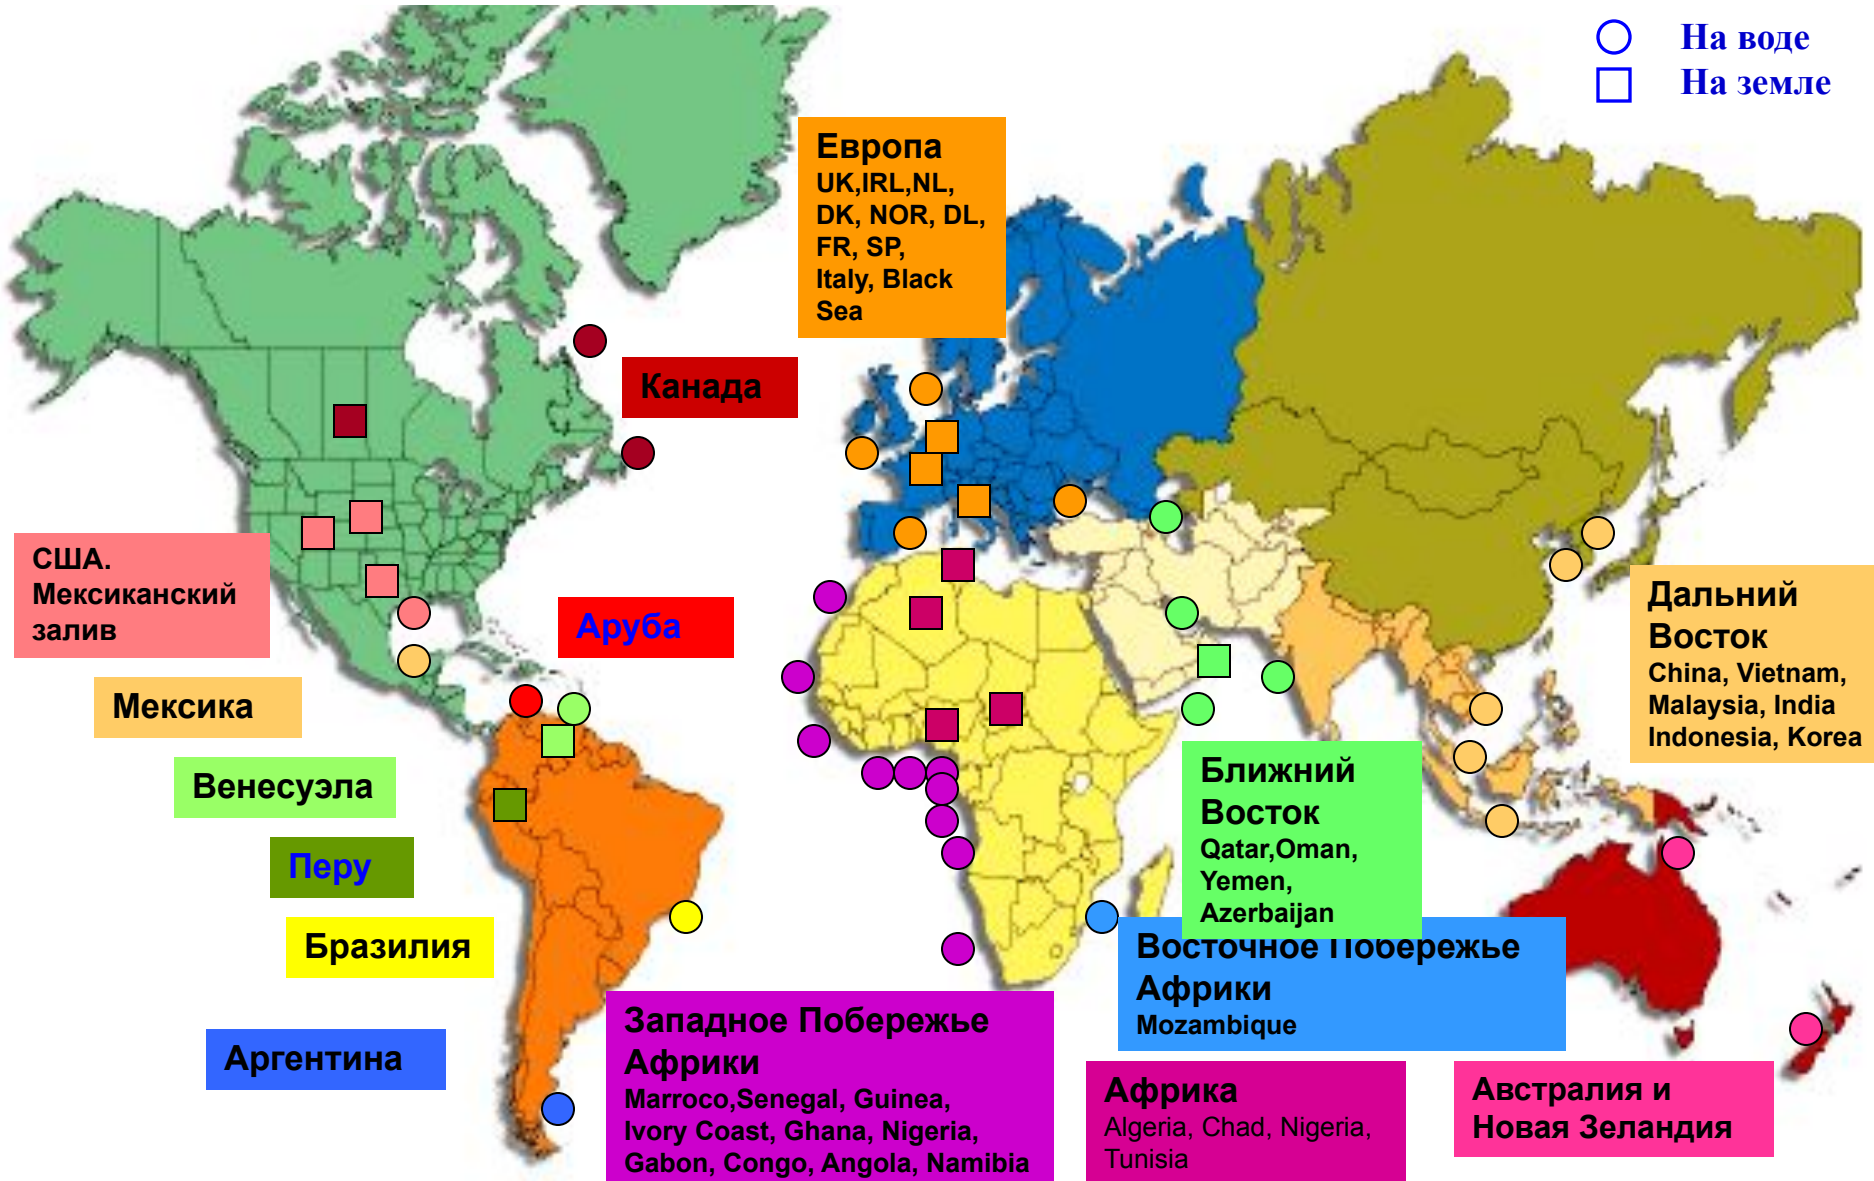 На воде
На земле
Европа
UK,IRL,NL,
DK, NOR, DL,
FR, SP,
Italy, Black
Sea
Канада
США.
Мексиканский
залив
Аруба
Мексика
Венесуэла
Перу
Бразилия
Аргентина
Дальний
Восток
China, Vietnam,
Malaysia, India
Indonesia, Korea
Ближний
Восток
Qatar,Oman,
Yemen,
Azerbaijan
Восточное Побережье
Африки
Mozambique
Западное Побережье
Африки
Marroco,Senegal, Guinea,
Ivory Coast, Ghana, Nigeria,
Gabon, Congo, Angola, Namibia
Африка
Algeria, Chad, Nigeria,
Tunisia
Австралия и
Новая Зеландия